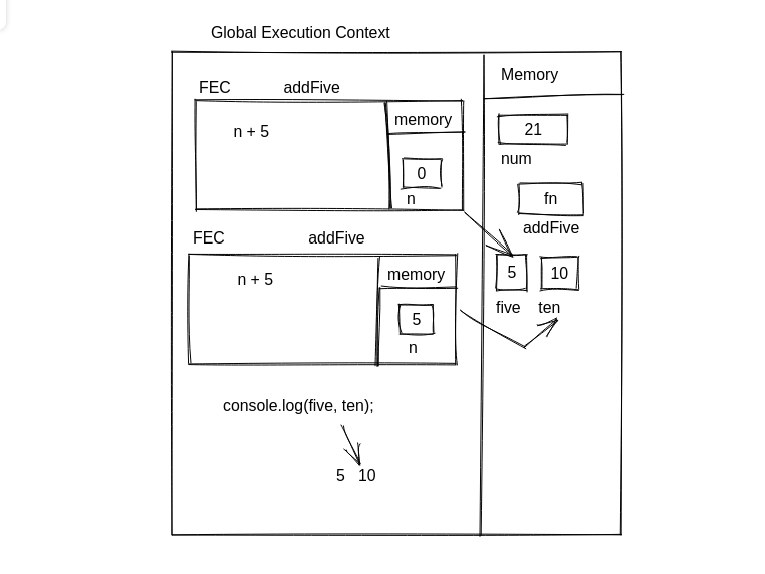 Global Execution Context
Memory
FEC addFive
memory
n + 5
0
n
21
num
fn
addFive
FEC addFive
memory
n + 5
5
n
5 10
five ten
console.log(five, ten);
5 10